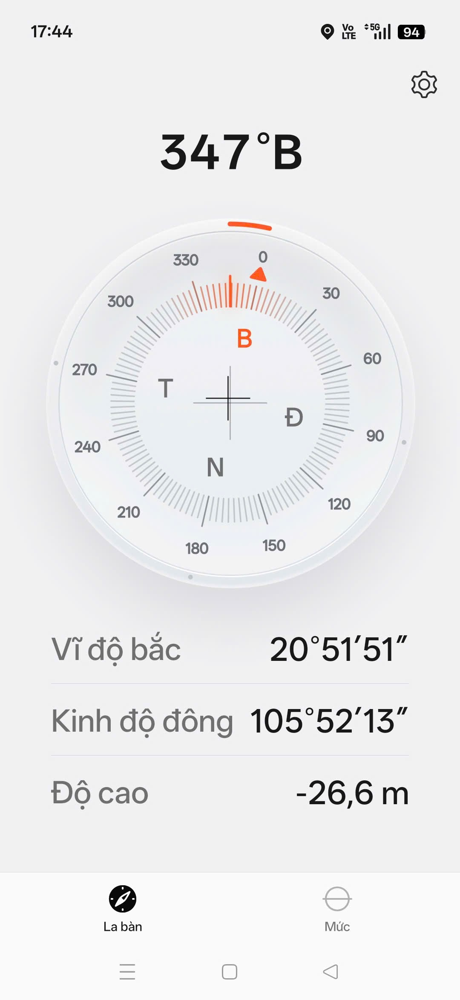 17:44
Vo LTE 5G 94
347°B
330 0
300 30
270 60
240 90
210 120
180 150
B
T
Đ
N
Vĩ độ bắc 20°51′51″
Kinh độ đông 105°52′13″
Độ cao -26,6 m
La bàn Mức